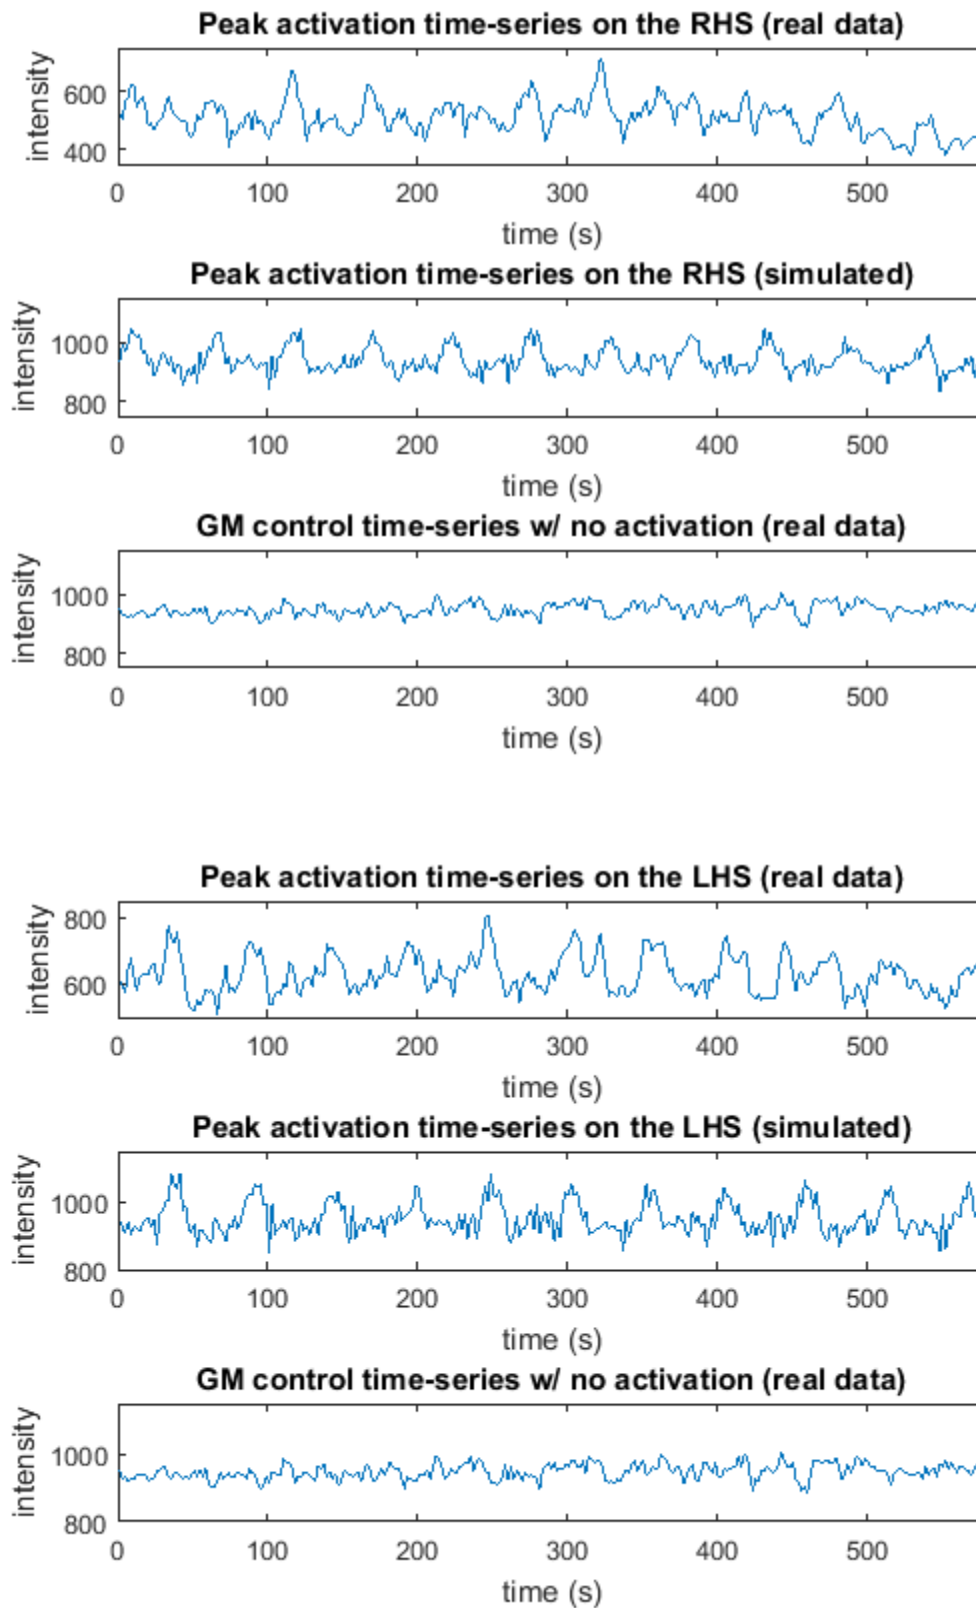 Peak activation time-series on the RHS (real data)
intensity
600
400
0 100 200 300 400 500
time (s)
Peak activation time-series on the RHS (simulated)
intensity
1000
800
0 100 200 300 400 500
time (s)
GM control time-series w/ no activation (real data)
intensity
1000
800
0 100 200 300 400 500
time (s)
Peak activation time-series on the LHS (real data)
intensity
800
600
0 100 200 300 400 500
time (s)
Peak activation time-series on the LHS (simulated)
intensity
1000
800
0 100 200 300 400 500
time (s)
GM control time-series w/ no activation (real data)
intensity
1000
800
0 100 200 300 400 500
time (s)